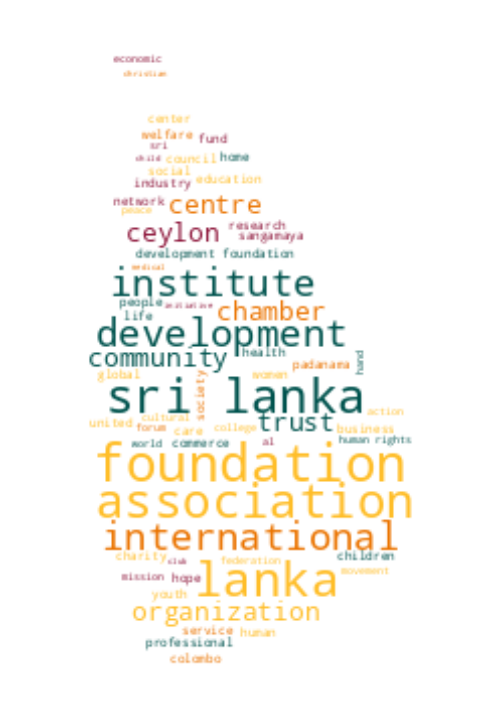 economic
christian
center
welfare fund
sri
child council home
social
industry education
network centre
peace
ceylon research
sangamaya
development foundation
medical
institute
people initiative chamber
life
development
community health hand
padanama
global women
society
sri lanka
action
united cultural trust
forum care college business
world commerce al human rights
foundation
association
international
charity club federation children
mission hope lanka movement
youth
organization
service human
professional
colombo